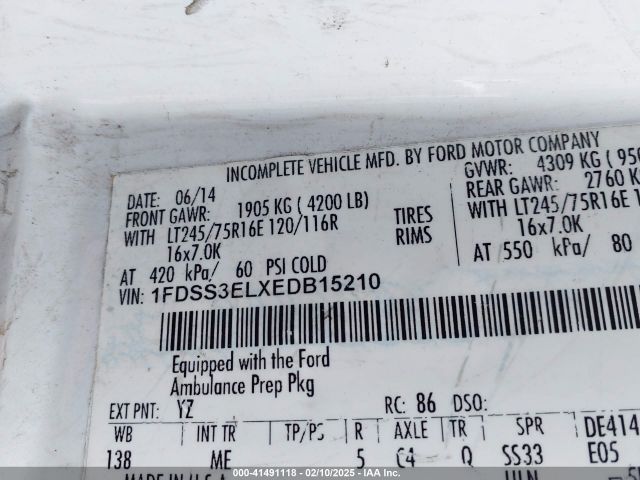 INCOMPLETE VEHICLE MFD. BY FORD MOTOR COMPANY
DATE: 06/14 GVWR: 4309 KG ( 950
FRONT GAWR: 1905 KG ( 4200 LB) REAR GAWR: 2760 K
WITH LT245/75R16E 120/116R TIRES WITH LT245/75R16E
16x7.0K RIMS 16x7.0K
AT 420 kPa/ 60 PSI COLD AT 550 kPa/ 80
VIN: 1FDSS3ELXEDB15210
Equipped with the Ford
Ambulance Prep Pkg
EXT PNT: YZ RC: 86 DSO:
WB INT TR TP/PS R AXLE TR SPR DE414
138 ME 5 C4 Q SS33 E05
MADE IN U.S.A.
000-41491118 - 02/10/2025 - IAA Inc.